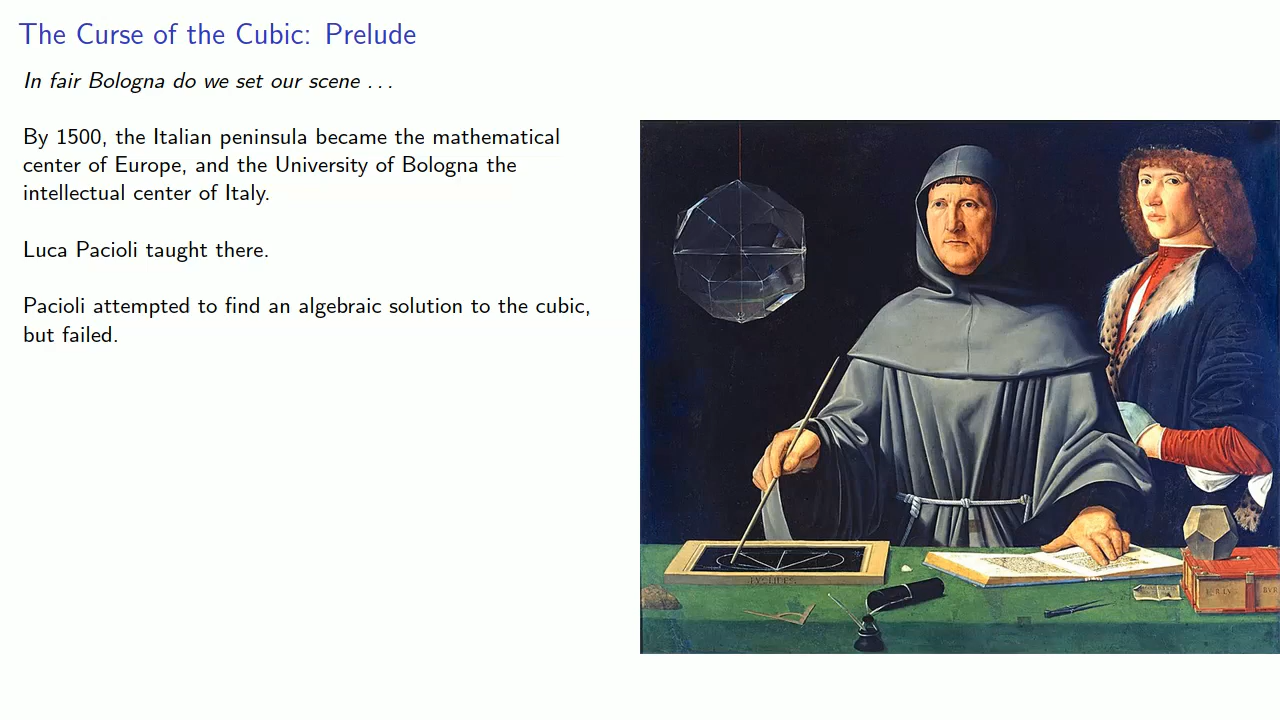 The Curse of the Cubic: Prelude
In fair Bologna do we set our scene ...
By 1500, the Italian peninsula became the mathematical
center of Europe, and the University of Bologna the
intellectual center of Italy.
Luca Pacioli taught there.
Pacioli attempted to find an algebraic solution to the cubic,
but failed.